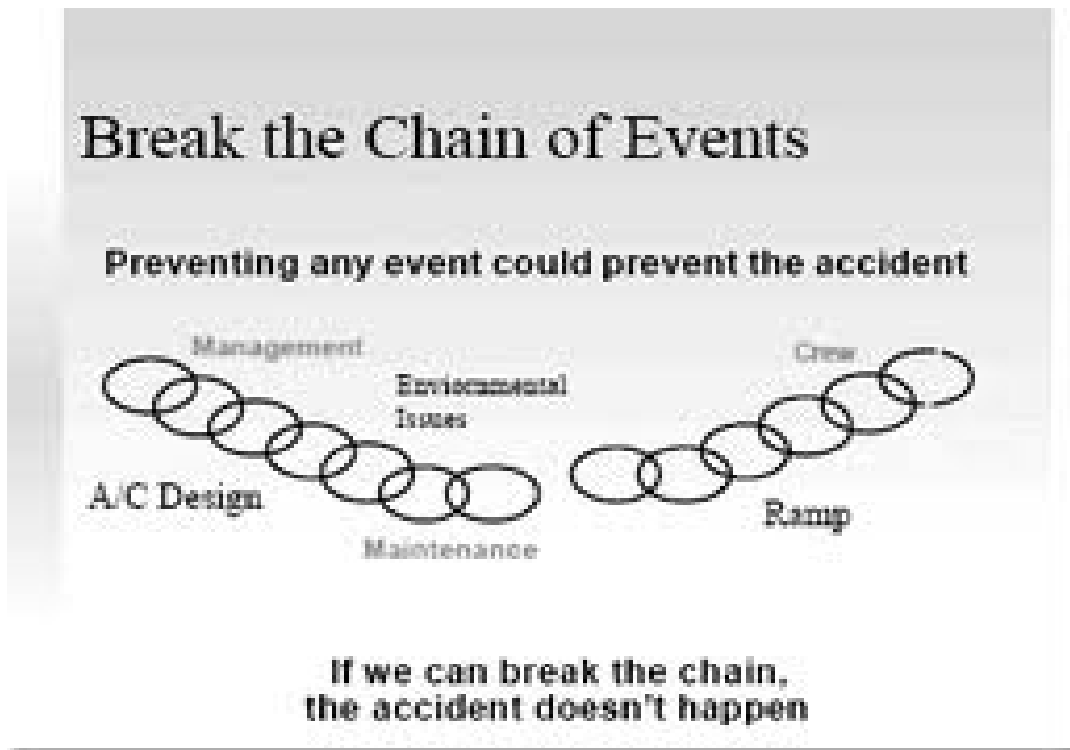 Break the Chain of Events
Preventing any event could prevent the accident
Management
Crew
Enviornmental
Issues
A/C Design
Ramp
Maintenance
If we can break the chain,
the accident doesn't happen